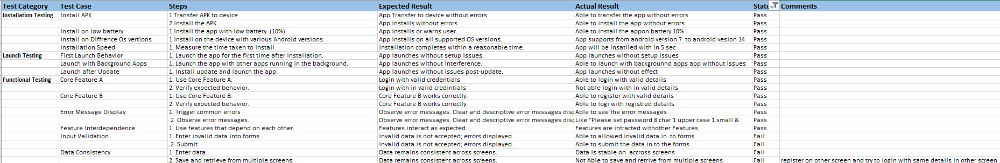 Test Category Test Case Steps Expected Result Actual Result Statu Comments
Installation Testing Install APK 1.Transfer APK to device App Transfer to device without errors Able to transfer the app without errors Pass
2.Install the APK App installs without errors Able to install the app without errors Pass
Install on low battery 1.Install the app with low battery (10%) App installs or warns user. Able to install the appon battery 10% Pass
Install on Diffrence Os vertions 1.Install on the device with various Android versions App installs on all supported OS versions. App supports from android version 7 to android vesion 14 Pass
Installation Speed 1. Measure the time taken to install Installation completes within a reasonable time. App will be insatlled with in 5 sec Pass
Launch Testing First Launch Behavior 1. Launch the app for the first time after installation. App launches without setup issues. App launches without setup issues Pass
Launch with Background Apps 1. Launch the app with other apps running in the background. App launches without interference. Able to launch with backgrounnd apps app without issues Pass
Launch after Update 1. Install update and launch the app. App launches without issues post-update. App launches without effect Pass
Functional Testing Core Feature A 1. Use Core Feature A. Login with valid credentials Able to login with valid details Pass
2. Verify expected behavior. Login with in valid credintials Not able login with in valid details Pass
Core Feature B 1. Use Core Feature B. Core Feature B works correctly. Able to register with valid details Pass
2. Verify expected behavior. Core Feature B works correctly. Able to logi with registred details Pass
Error Message Display 1. Trigger common errors Observe error messages. Clear and descriptive error messages disp Able to see the error messages Pass
.2. Observe error messages. Observe error messages. Clear and descriptive error messages disp Like "Please set password 8 char 1 upper case 1 small & Pass
Feature Interdependence 1. Use features that depend on each other. Features interact as expected. Features are intracted withother Features Pass
Input Validation 1. Enter invalid data into forms Invalid data is not accepted; errors displayed. Able to allowed invalid data in to forms Fail
.2. Submit Invalid data is not accepted; errors displayed. Able to submit the data in to the forms Fail
Data Consistency 1. Enter data. Data remains consistent across screens. Data is stable on accross screens Fail
2. Save and retrieve from multiple screens. Data remains consistent across screens. Not Able to save and retrive from multiple screens Fail register on other screen and try to login with same details in other screen